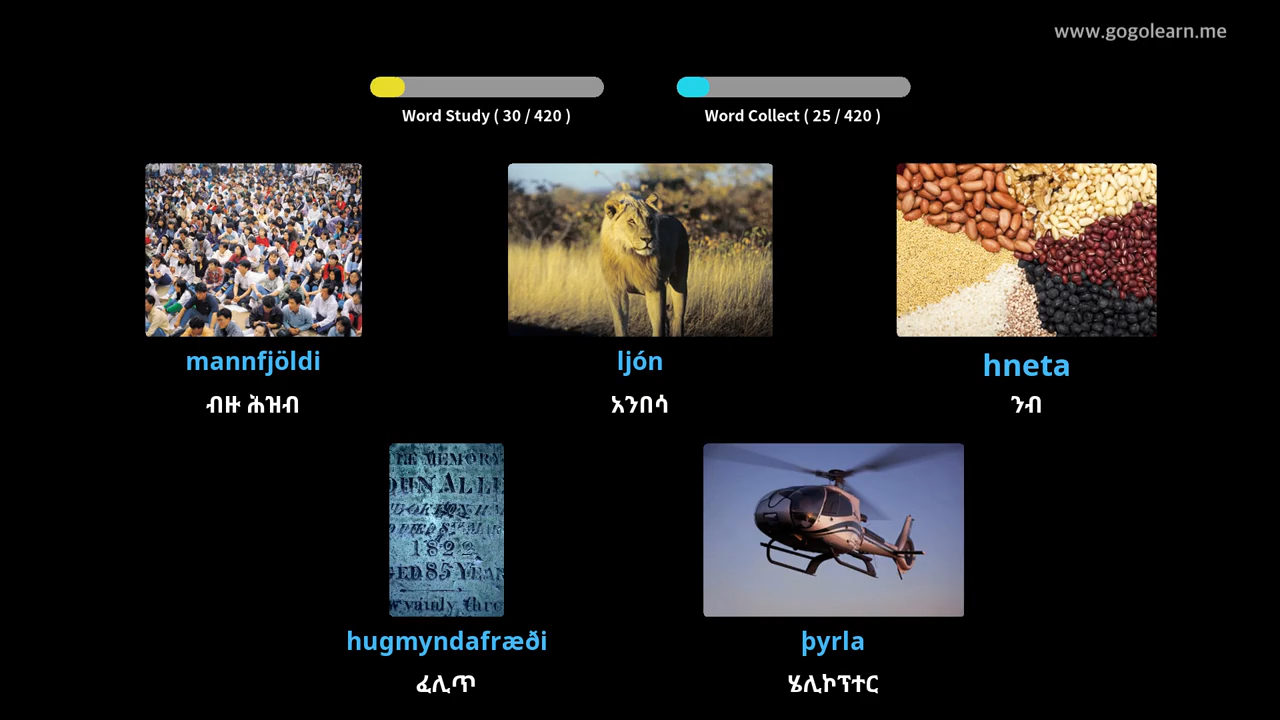 www.gogolearn.me
Word Study ( 30 / 420 )
Word Collect ( 25 / 420 )
mannfjöldi
ብዙ ሕዝብ
ljón
አንበሳ
hneta
ንብ
1822
hugmyndafræði
ፈሊጥ
þyrla
ሄሊኮፕተር